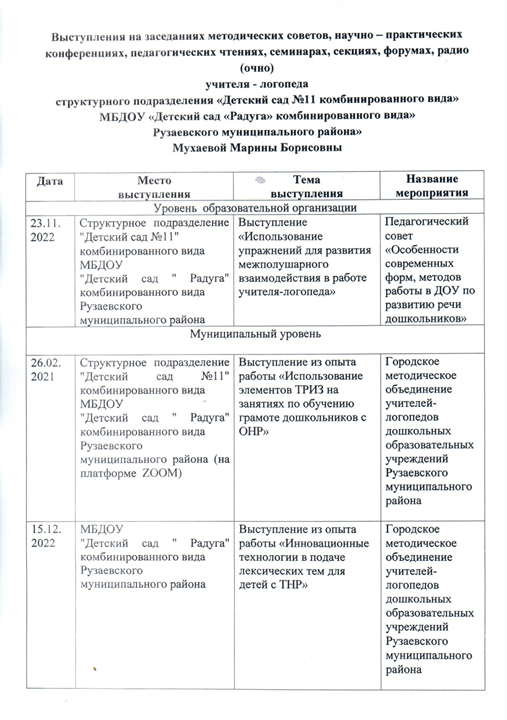 Выступления на заседаниях методических советов, научно – практических
конференциях, педагогических чтениях, семинарах, секциях, форумах, радио
(очно)
учителя - логопеда
структурного подразделения «Детский сад №11 комбинированного вида»
МБДОУ «Детский сад «Радуга» комбинированного вида»
Рузаевского муниципального района»
Мухаевой Марины Борисовны
Дата
Место
выступления
Тема
выступления
Название
мероприятия
Уровень образовательной организации
23.11.
2022
Структурное подразделение
"Детский сад №11"
комбинированного вида
МБДОУ
"Детский сад " Радуга"
комбинированного вида
Рузаевского
муниципального района
Выступление
«Использование
упражнений для развития
межполушарного
взаимодействия в работе
учителя-логопеда»
Педагогический
совет
«Особенности
современных
форм, методов
работы в ДОУ по
развитию речи
дошкольников»
Муниципальный уровень
26.02.
2021
Структурное подразделение
"Детский сад №11"
комбинированного вида
МБДОУ
"Детский сад " Радуга"
комбинированного вида
Рузаевского
муниципального района (на
платформе ZOOM)
Выступление из опыта
работы «Использование
элементов ТРИЗ на
занятиях по обучению
грамоте дошкольников с
ОНР»
Городское
методическое
объединение
учителей-
логопедов
дошкольных
образовательных
учреждений
Рузаевского
муниципального
района
15.12.
2022
МБДОУ
"Детский сад " Радуга"
комбинированного вида
Рузаевского
муниципального района
Выступление из опыта
работы «Инновационные
технологии в подаче
лексических тем для
детей с ТНР»
Городское
методическое
объединение
учителей-
логопедов
дошкольных
образовательных
учреждений
Рузаевского
муниципального
района